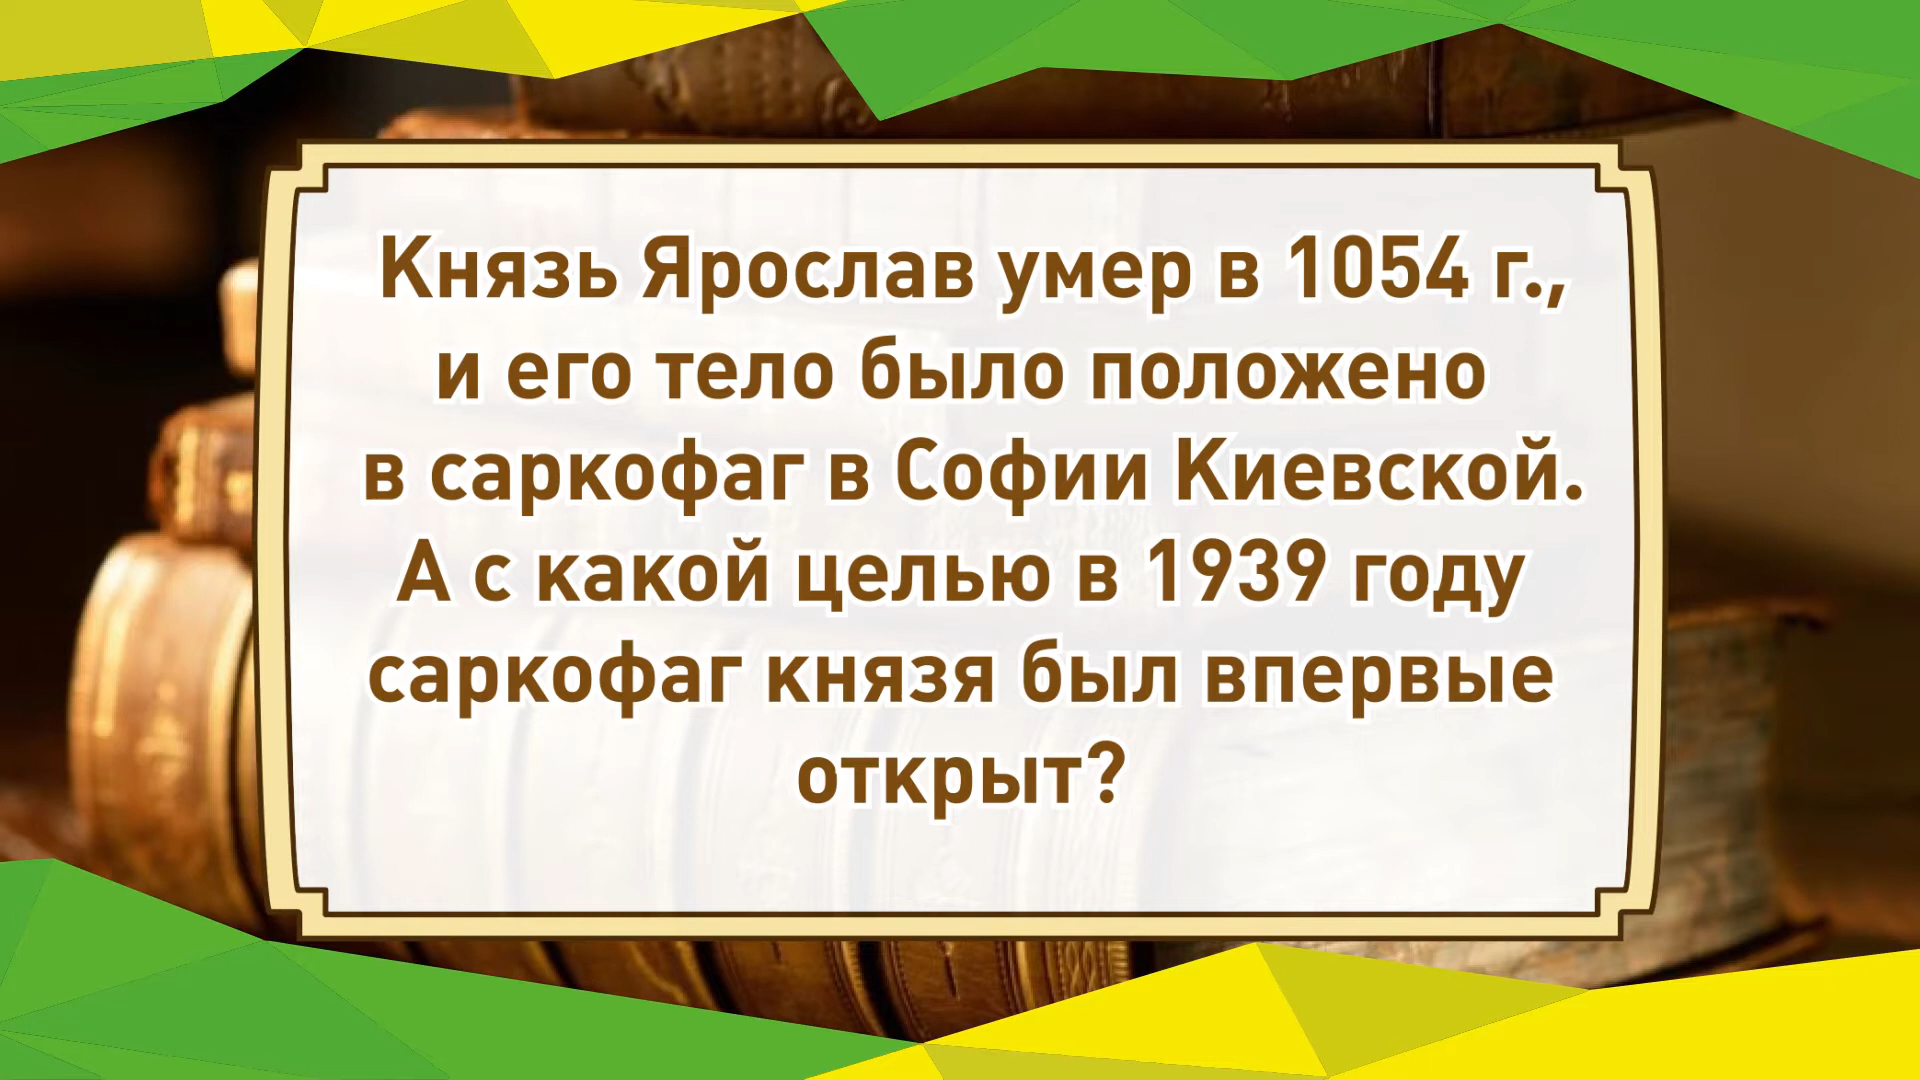 Князь Ярослав умер в 1054 г.,
и его тело было положено
в саркофаг в Софии Киевской.
А с какой целью в 1939 году
саркофаг князя был впервые
открыт?